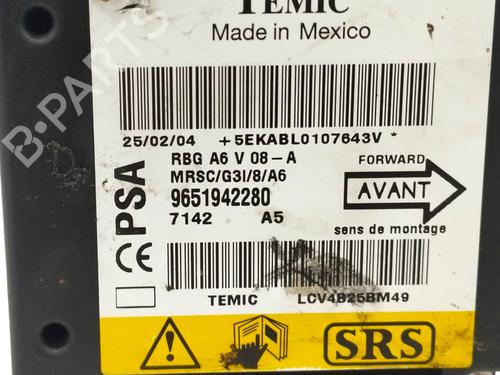 TEMIC
Made in Mexico
25/02/04 +5EKABL0107643V*
RBG A6 V 08-A
MRSC/G3I/8/A6
9651942280
7142 A5
PSA
CE
FORWARD
AVANT
sens de montage
TEMIC LCV4B25BM49
SRS
B-PARTS